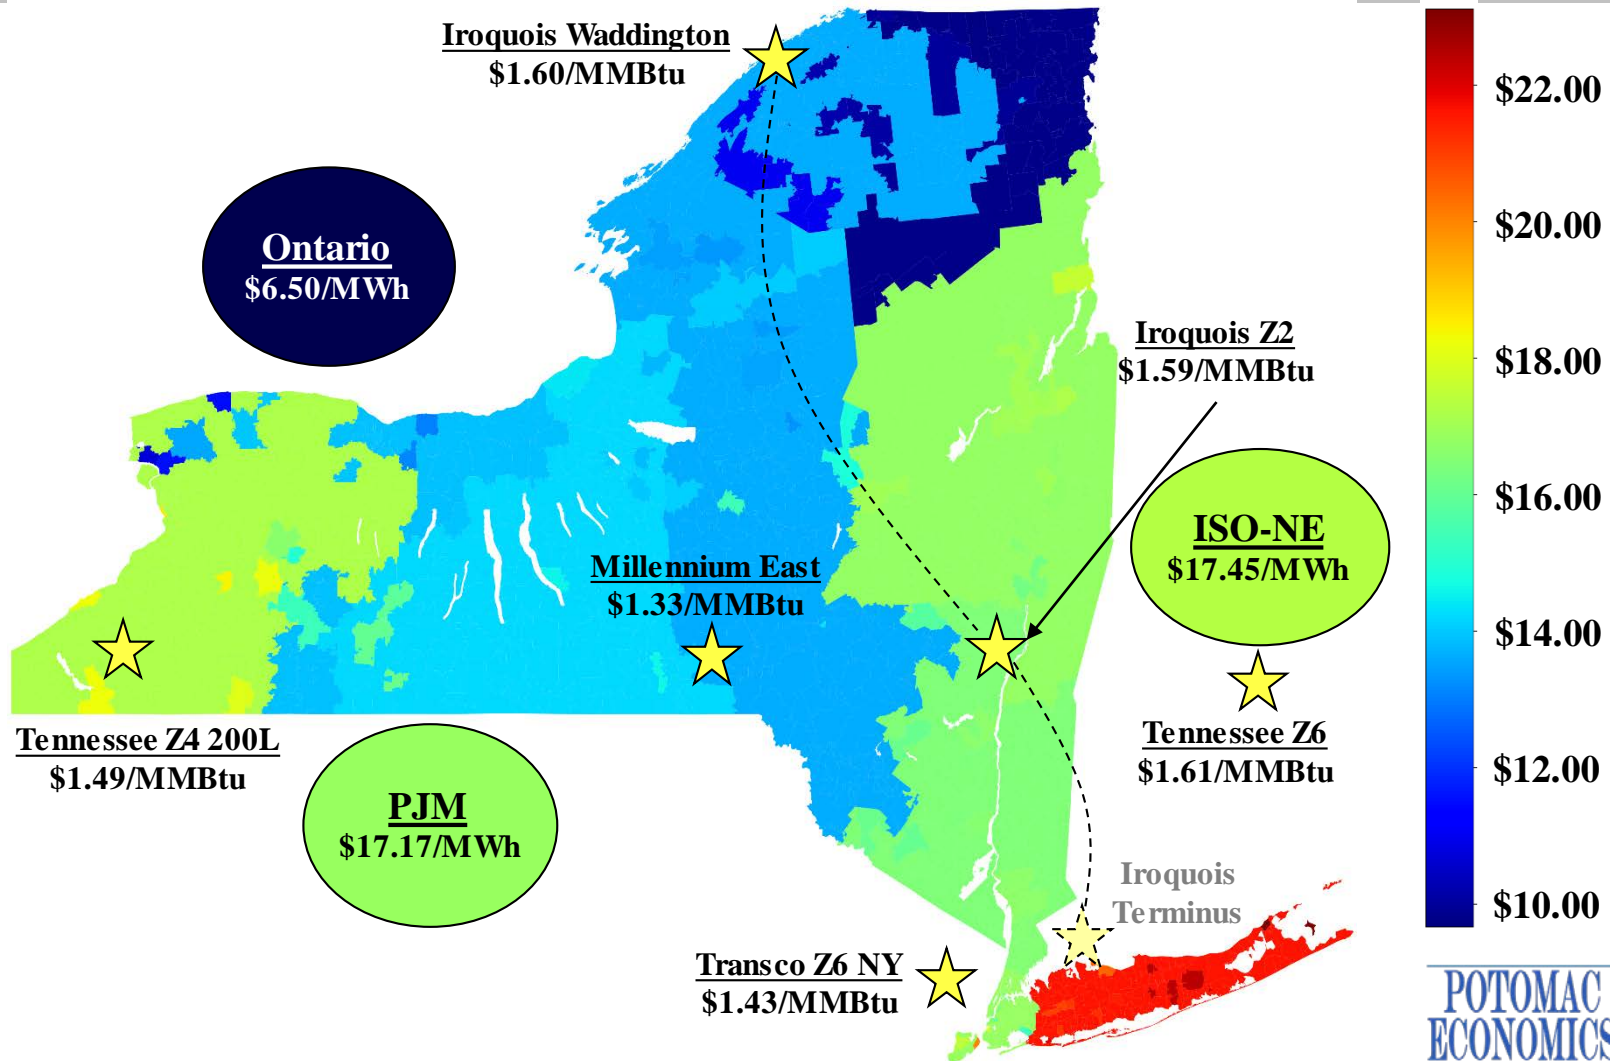 Iroquois Waddington
$1.60/MMBtu
$22.00
Ontario
$6.50/MWh
$20.00
Iroquois Z2
$1.59/MMBtu
$18.00
$16.00
ISO-NE
$17.45/MWh
Millennium East
$1.33/MMBtu
$14.00
Tennessee Z4 200L
$1.49/MMBtu
Tennessee Z6
$1.61/MMBtu
$12.00
PJM
$17.17/MWh
Iroquois
Terminus
$10.00
Transco Z6 NY
$1.43/MMBtu
POTOMAC
ECONOMICS